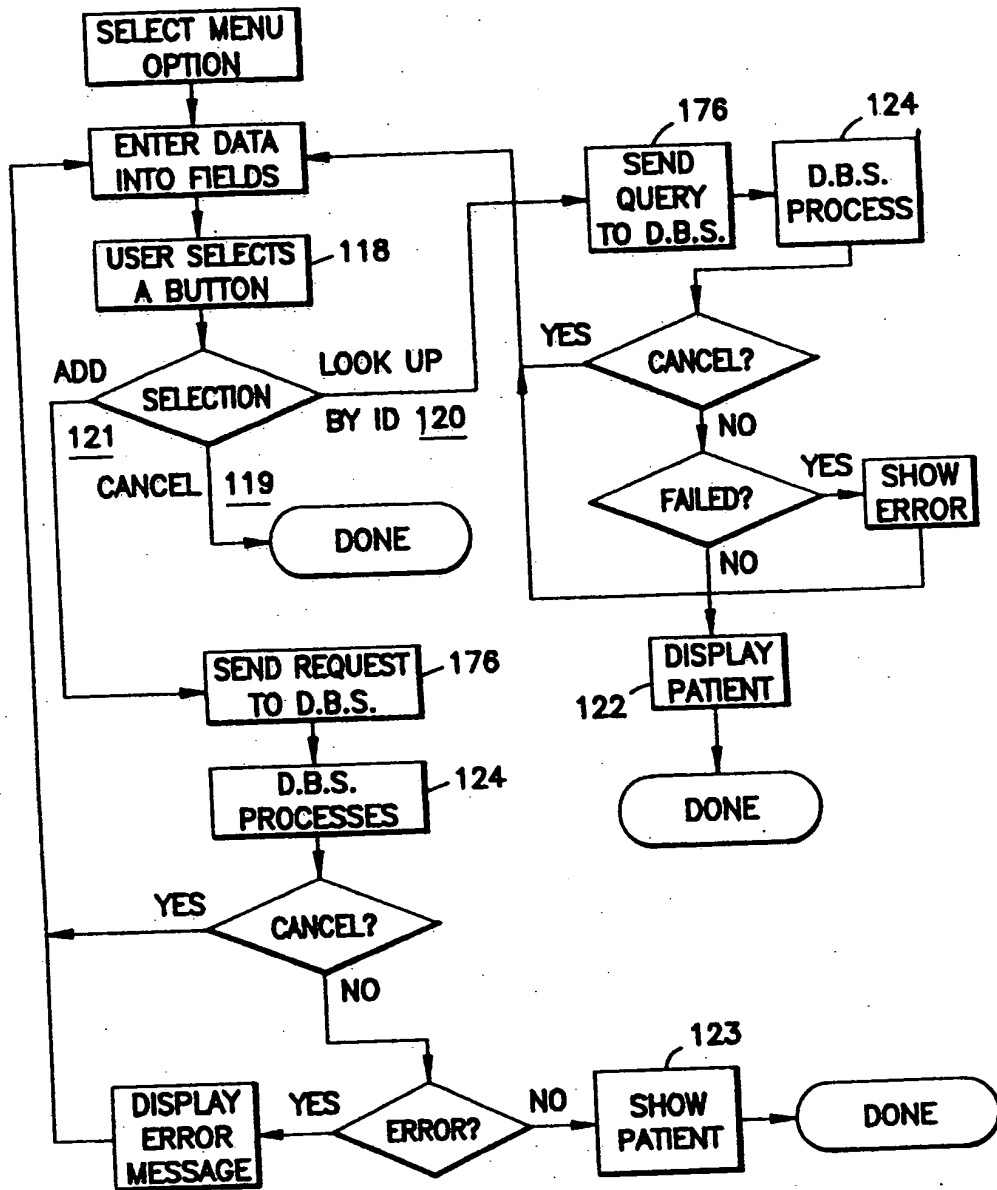 SELECT MENU
OPTION
ENTER DATA
INTO FIELDS
USER SELECTS
A BUTTON
118
SELECTION
ADD
121
LOOK UP
BY ID 120
CANCEL 119
DONE
176
SEND
QUERY
TO D.B.S.
124
D.B.S.
PROCESS
CANCEL?
YES
NO
FAILED?
YES
SHOW
ERROR
NO
DISPLAY
PATIENT
122
DONE
SEND REQUEST
TO D.B.S.
176
D.B.S.
PROCESSES
124
CANCEL?
YES
NO
ERROR?
YES
DISPLAY
ERROR
MESSAGE
NO
123
SHOW
PATIENT
DONE